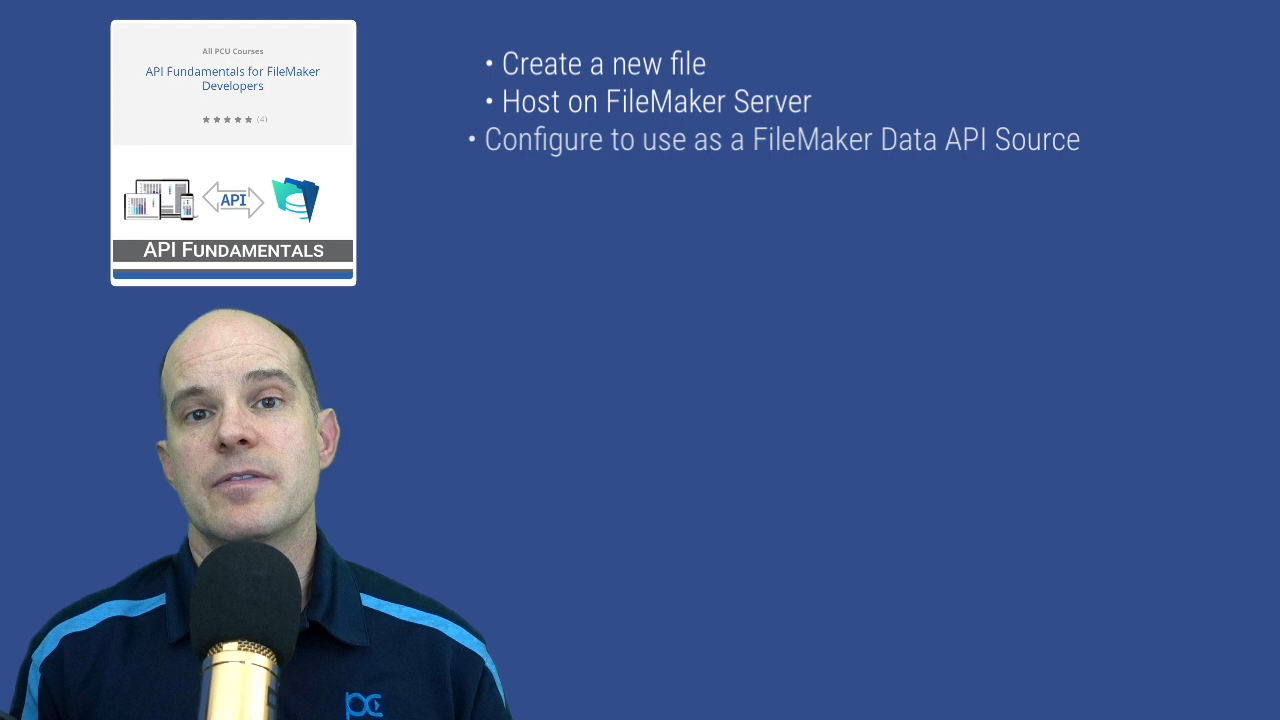 All PCU Courses
API Fundamentals for FileMaker
Developers
(4)
API
API FUNDAMENTALS
• Create a new file
• Host on FileMaker Server
• Configure to use as a FileMaker Data API Source
pc